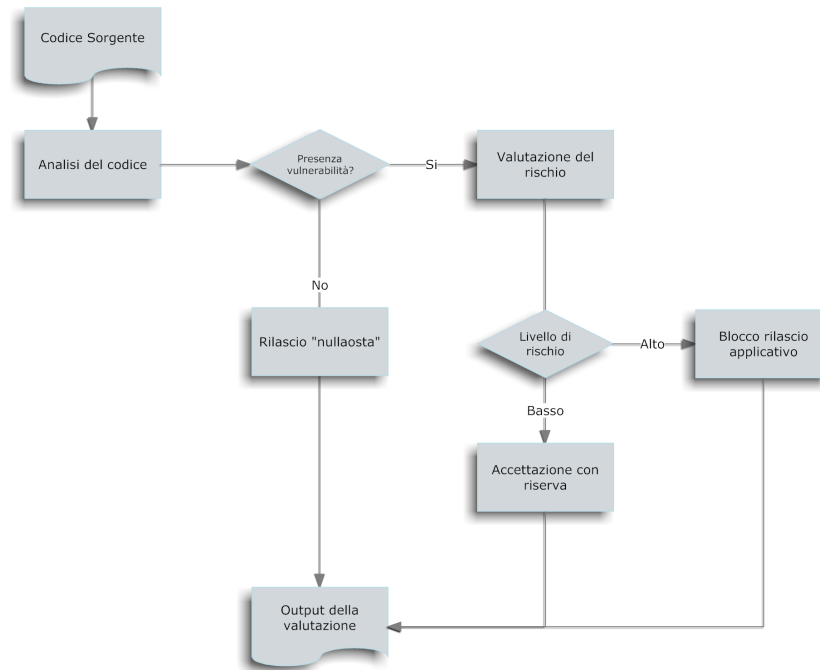 Codice Sorgente
Analisi del codice
Presenza
vulnerabilità?
Si
Valutazione del
rischio
No
Rilascio "nullaosta"
Livello di
rischio
Alto
Blocco rilascio
applicativo
Basso
Accettazione con
riserva
Output della
valutazione